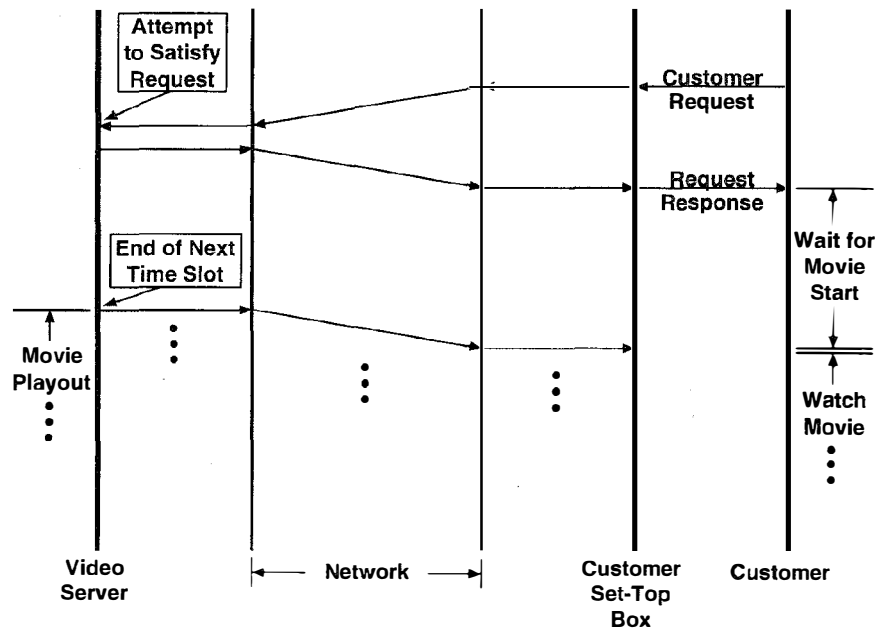 Attempt
to Satisfy
Request
Customer
Request
Request
Response
End of Next
Time Slot
Wait for
Movie
Start
Movie
Playout
Watch
Movie
Video
Server
Network
Customer
Set-Top
Box
Customer